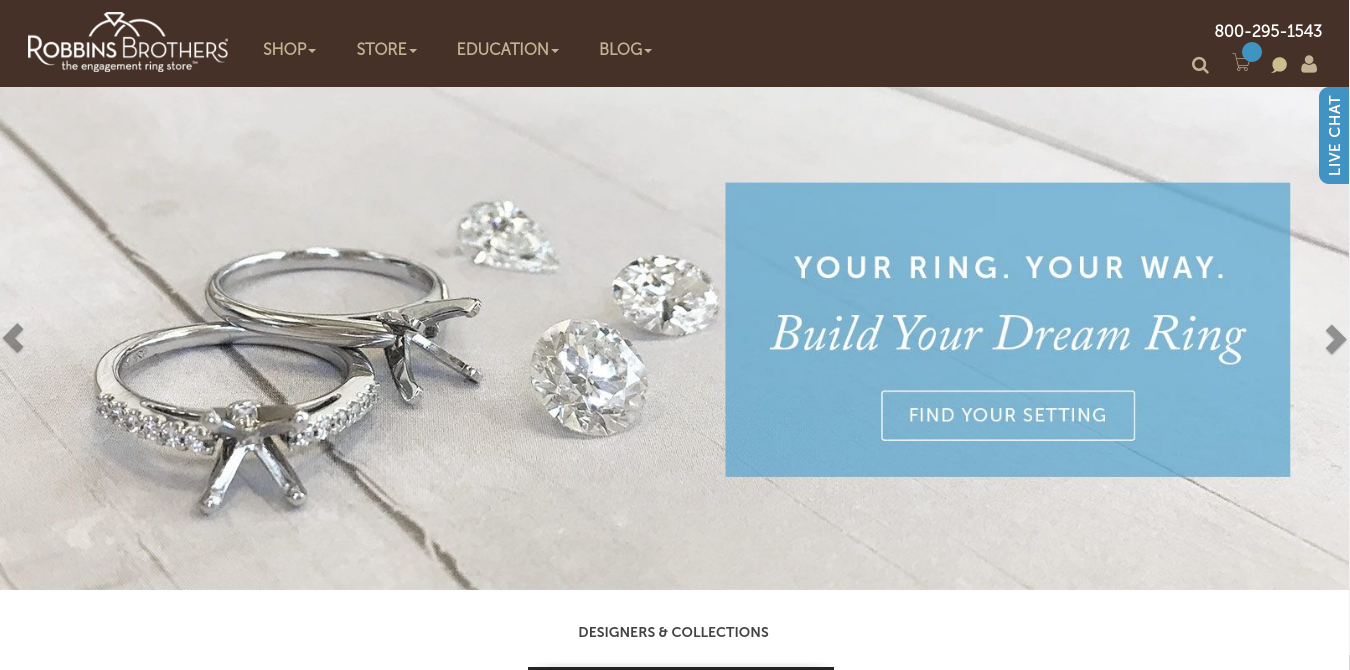 ROBBINS BROTHERS
the engagement ring store™
SHOP
STORE
EDUCATION
BLOG
800-295-1543
LIVE CHAT
YOUR RING. YOUR WAY.
Build Your Dream Ring
FIND YOUR SETTING
DESIGNERS & COLLECTIONS